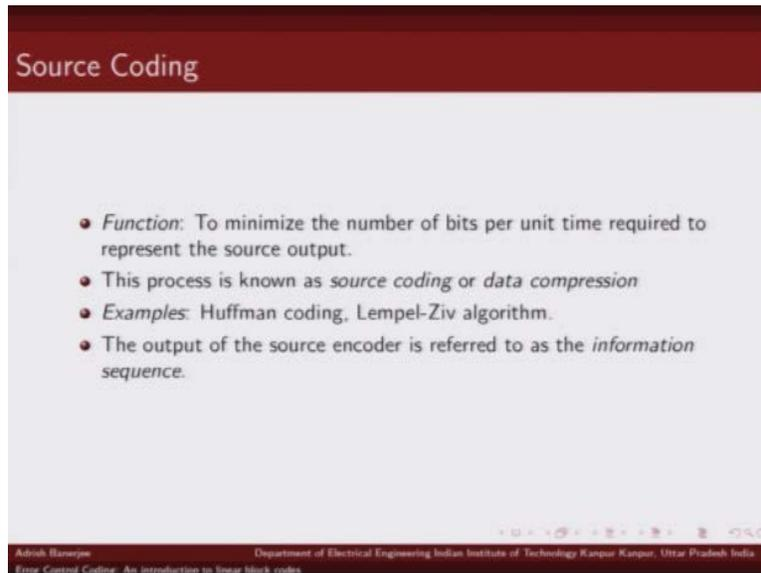 Source Coding
Function: To minimize the number of bits per unit time required to
represent the source output.
This process is known as source coding or data compression
Examples: Huffman coding, Lempel-Ziv algorithm.
The output of the source encoder is referred to as the information
sequence.
Adrish Banerjee Department of Electrical Engineering Indian Institute of Technology Kanpur Kanpur, Uttar Pradesh India
Error Control Coding: An introduction to linear block codes